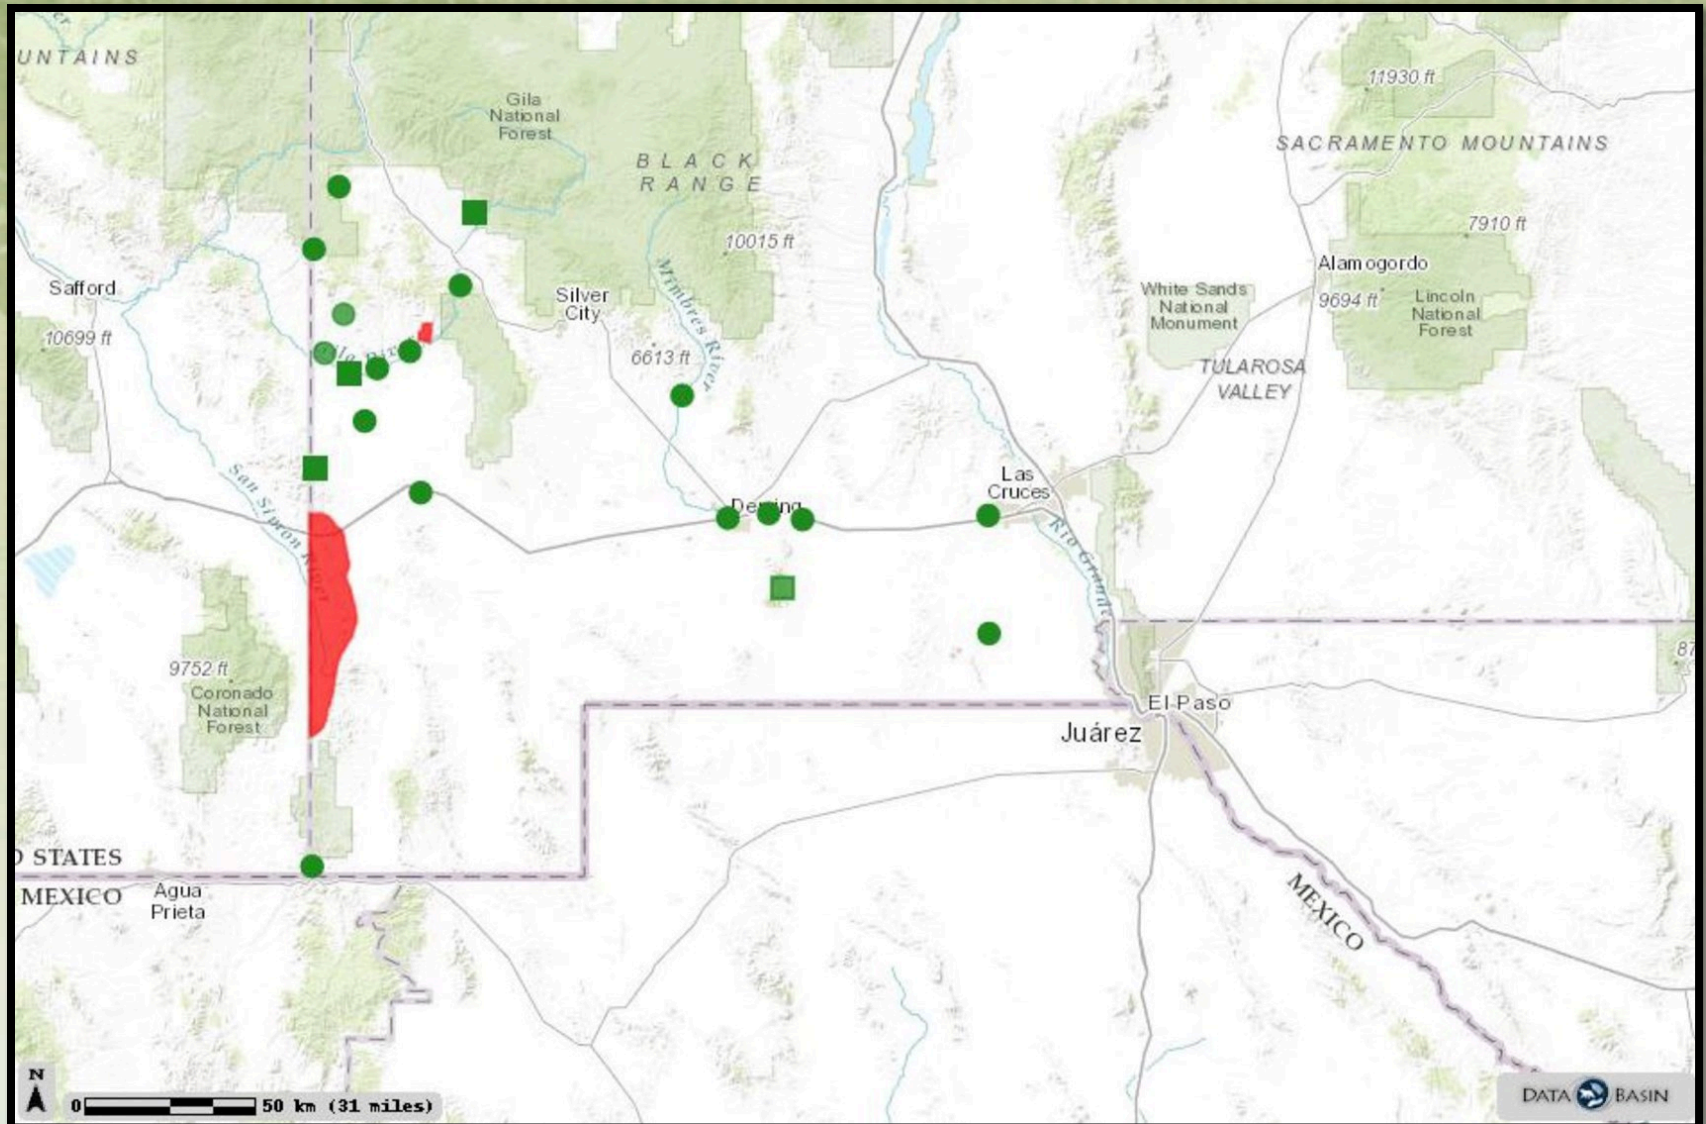 er
UNTAINS
Gila
National
Forest
BLACK
RANGE
10015 ft
11930 ft
SACRAMENTO MOUNTAINS
7910 ft
Alamogordo
9694 ft
Lincoln
National
Forest
White Sands
National
Monument
TULAROSA
VALLEY
Safford
10699 ft
Silver
City
6613 ft
Mimbres River
San Simon River
Deming
Las
Cruces
Rio Grande
9752 ft
Coronado
National
Forest
87
El Paso
Juárez
D STATES
MEXICO
Agua
Prieta
MEXICO
N
0 50 km (31 miles)
DATA BASIN